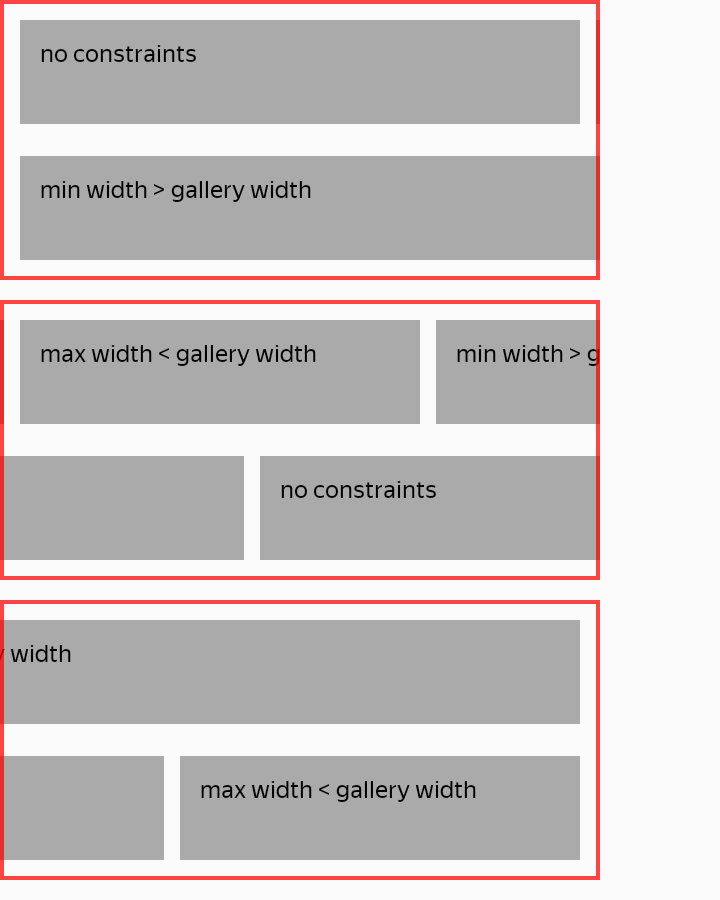 no constraints
min width > gallery width
max width < gallery width
min width > g
no constraints
width
max width < gallery width